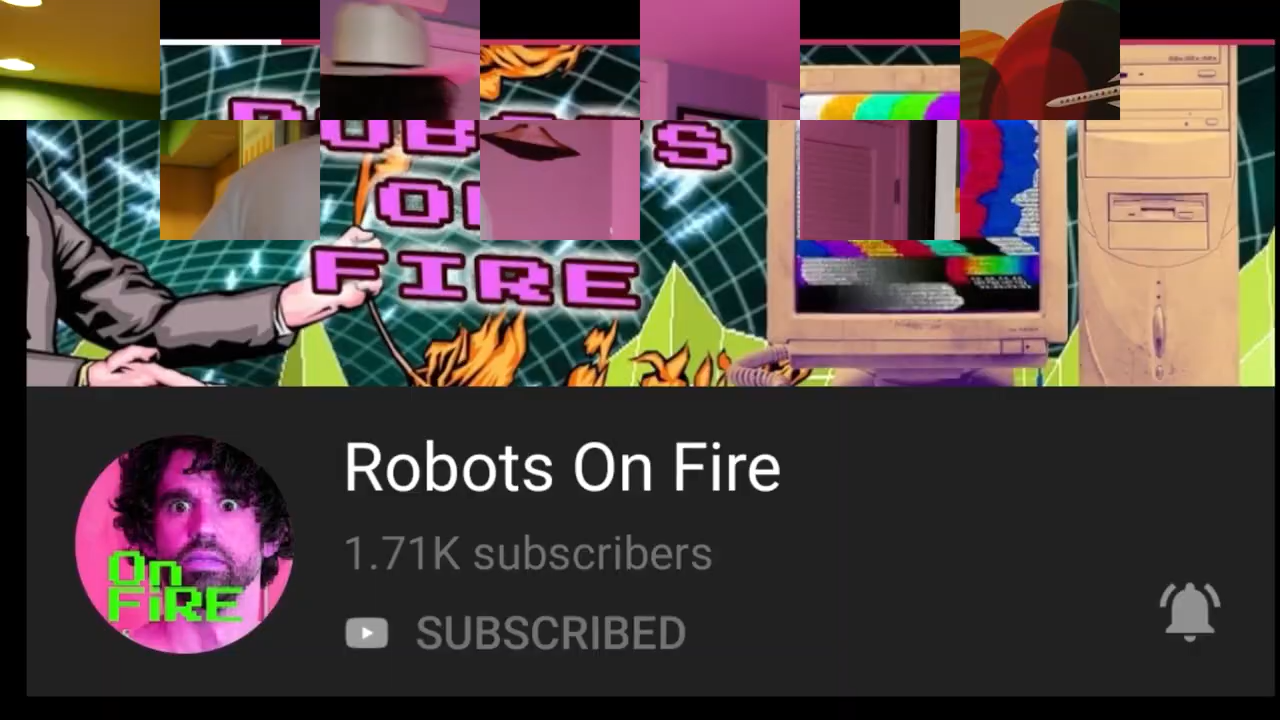 FIRE
On
FiRE
Robots On Fire
1.71K subscribers
SUBSCRIBED